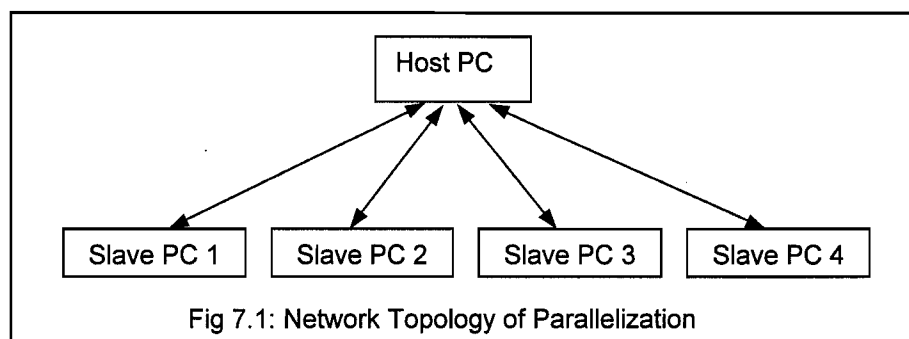 Host PC
Slave PC 1 Slave PC 2 Slave PC 3 Slave PC 4
Fig 7.1: Network Topology of Parallelization